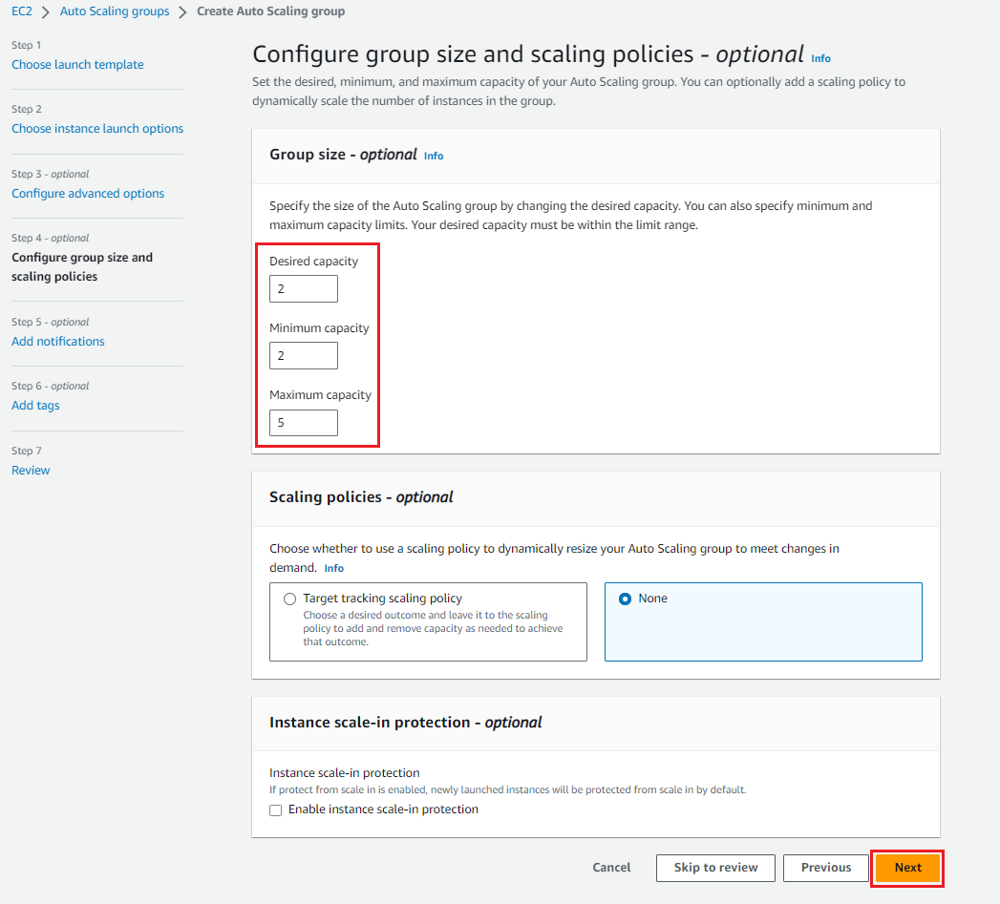 EC2 > Auto Scaling groups > Create Auto Scaling group
Step 1
Choose launch template
Step 2
Choose instance launch options
Step 3 - optional
Configure advanced options
Step 4 - optional
Configure group size and
scaling policies
Step 5 - optional
Add notifications
Step 6 - optional
Add tags
Step 7
Review
Configure group size and scaling policies - optional Info
Set the desired, minimum, and maximum capacity of your Auto Scaling group. You can optionally add a scaling policy to
dynamically scale the number of instances in the group.
Group size - optional Info
Specify the size of the Auto Scaling group by changing the desired capacity. You can also specify minimum and
maximum capacity limits. Your desired capacity must be within the limit range.
Desired capacity
2
Minimum capacity
2
Maximum capacity
5
Scaling policies - optional
Choose whether to use a scaling policy to dynamically resize your Auto Scaling group to meet changes in
demand. Info
Target tracking scaling policy
Choose a desired outcome and leave it to the scaling
policy to add and remove capacity as needed to achieve
that outcome.
None
Instance scale-in protection - optional
Instance scale-in protection
If protect from scale in is enabled, newly launched instances will be protected from scale in by default.
Enable instance scale-in protection
Cancel Skip to review Previous Next